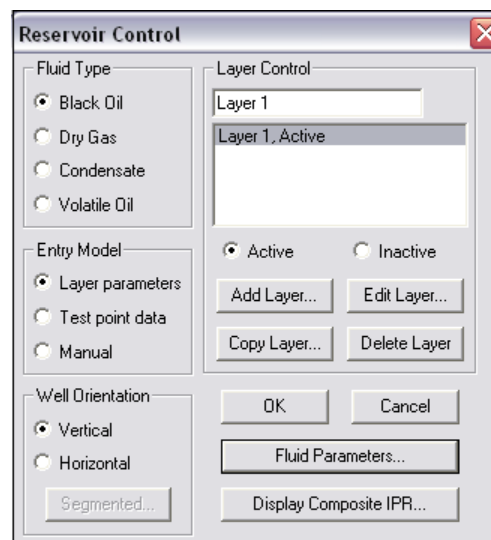 Reservoir Control
Fluid Type
Black Oil
Dry Gas
Condensate
Volatile Oil
Entry Model
Layer parameters
Test point data
Manual
Well Orientation
Vertical
Horizontal
Segmented...
Layer Control
Layer 1
Layer 1, Active
Active Inactive
Add Layer... Edit Layer...
Copy Layer... Delete Layer
OK Cancel
Fluid Parameters...
Display Composite IPR...